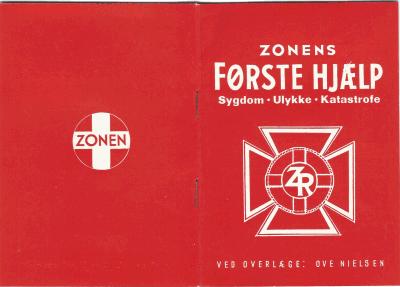 ZONEN
ZONENS
FØRSTE HJÆLP
Sygdom · Ulykke · Katastrofe
ZR
VED OVERLÆGE: OVE NIELSEN